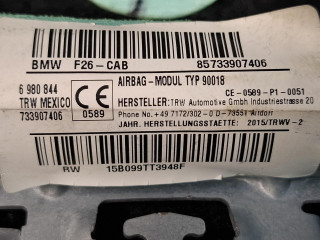 BMW F26-CAB 85733907406
6 980 844
TRW MEXICO
733907406
CE
0589
AIRBAG-MODUL TYP 90018
CE-0589-P1-0051
HERSTELLER: TRW Automotive GmbH Industriestrasse 20
Phone: +49 7172/302-0 D-73551 Alfdorf
JAHR. HERSTELLUNGSSTAETTE: 2015/TRWV-2
RW 15B099TT3948F